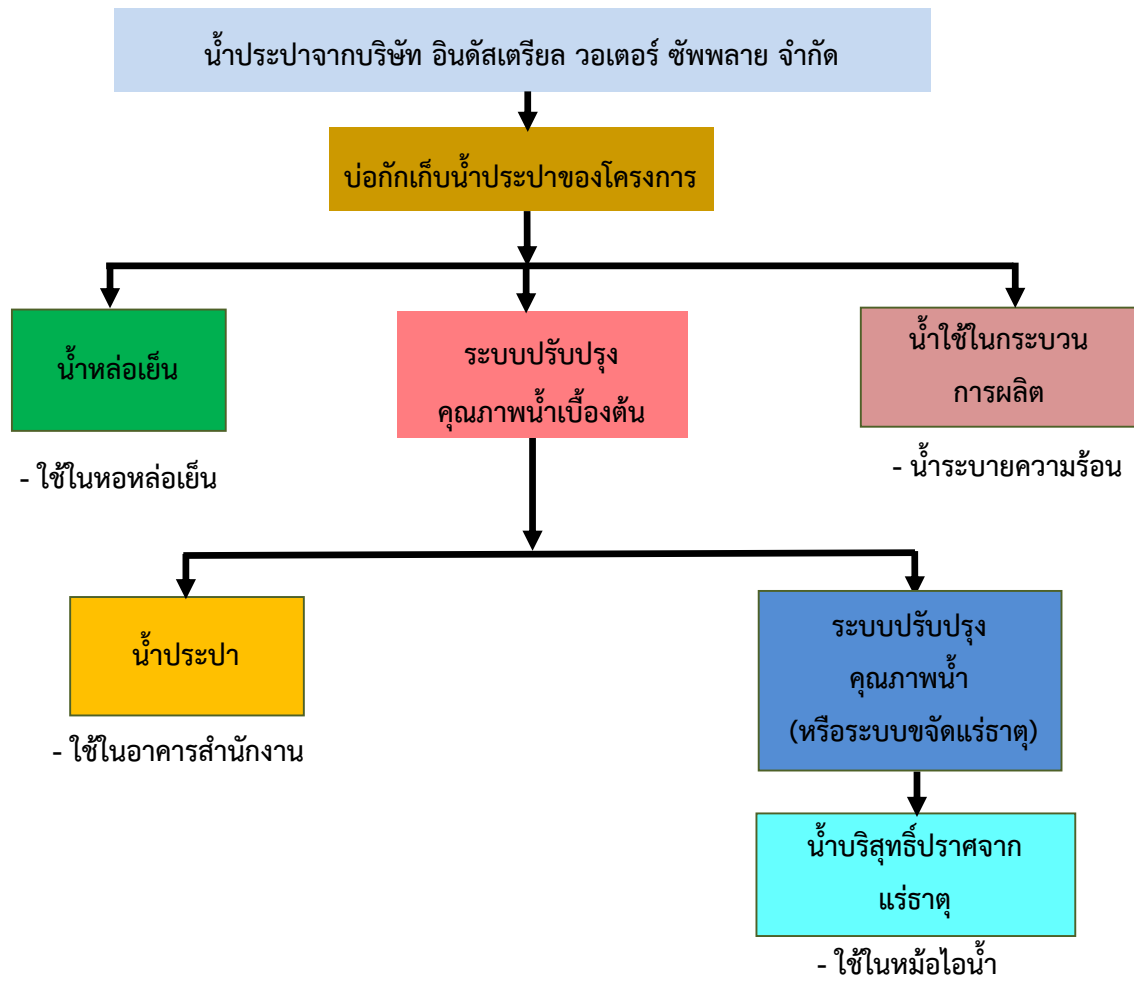 น้ำประปาจากบริษัท อินดัสเตรียล วอเตอร์ ซัพพลาย จำกัด
บ่อกักเก็บน้ำประปาของโครงการ
น้ำหล่อเย็น
- ใช้ในหอหล่อเย็น
ระบบปรับปรุง
คุณภาพน้ำเบื้องต้น
น้ำใช้ในกระบวน
การผลิต
- น้ำระบายความร้อน
น้ำประปา
- ใช้ในอาคารสำนักงาน
ระบบปรับปรุง
คุณภาพน้ำ
(หรือระบบขจัดแร่ธาตุ)
น้ำบริสุทธิ์ปราศจาก
แร่ธาตุ
- ใช้ในหม้อไอน้ำ